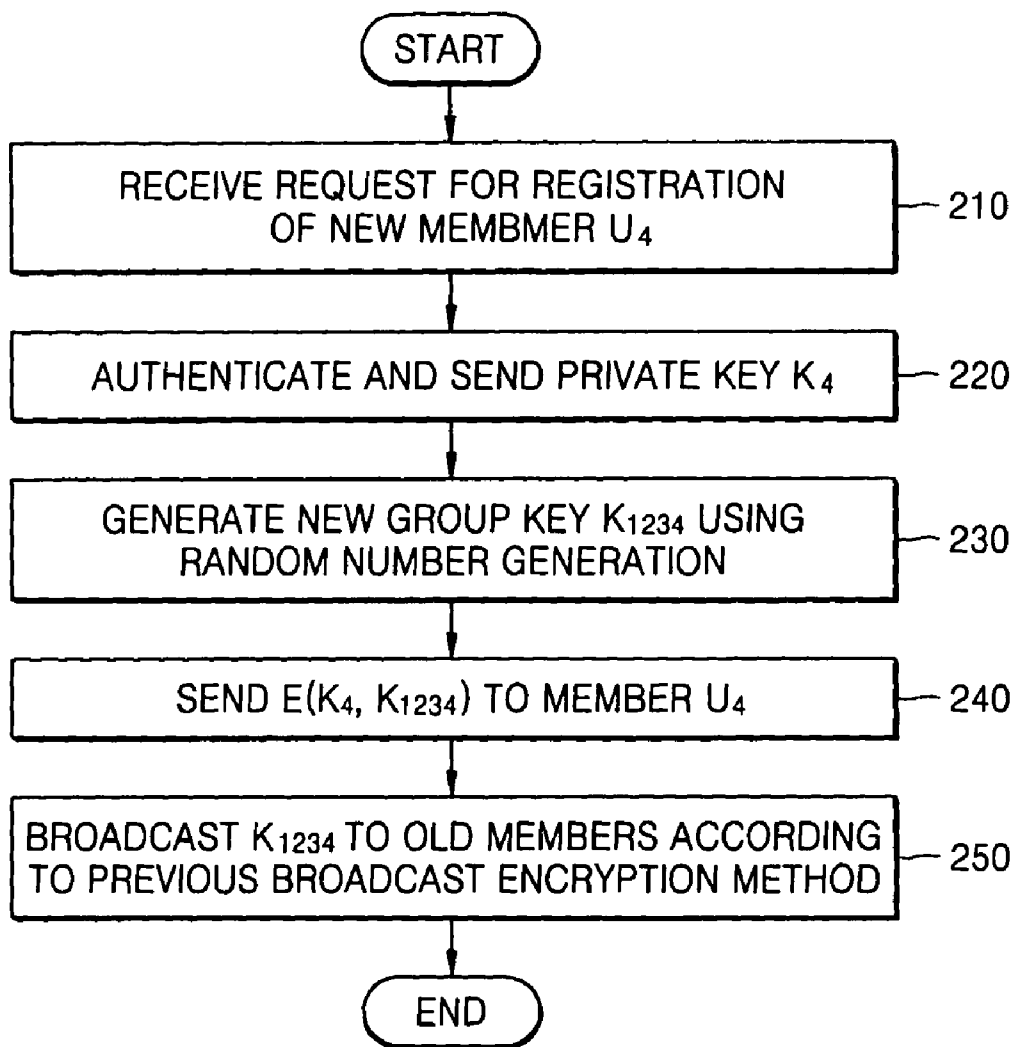 START
RECEIVE REQUEST FOR REGISTRATION
OF NEW MEMBMER U4
210
AUTHENTICATE AND SEND PRIVATE KEY K4
220
GENERATE NEW GROUP KEY K1234 USING
RANDOM NUMBER GENERATION
230
SEND E(K4, K1234) TO MEMBER U4
240
BROADCAST K1234 TO OLD MEMBERS ACCORDING
TO PREVIOUS BROADCAST ENCRYPTION METHOD
250
END